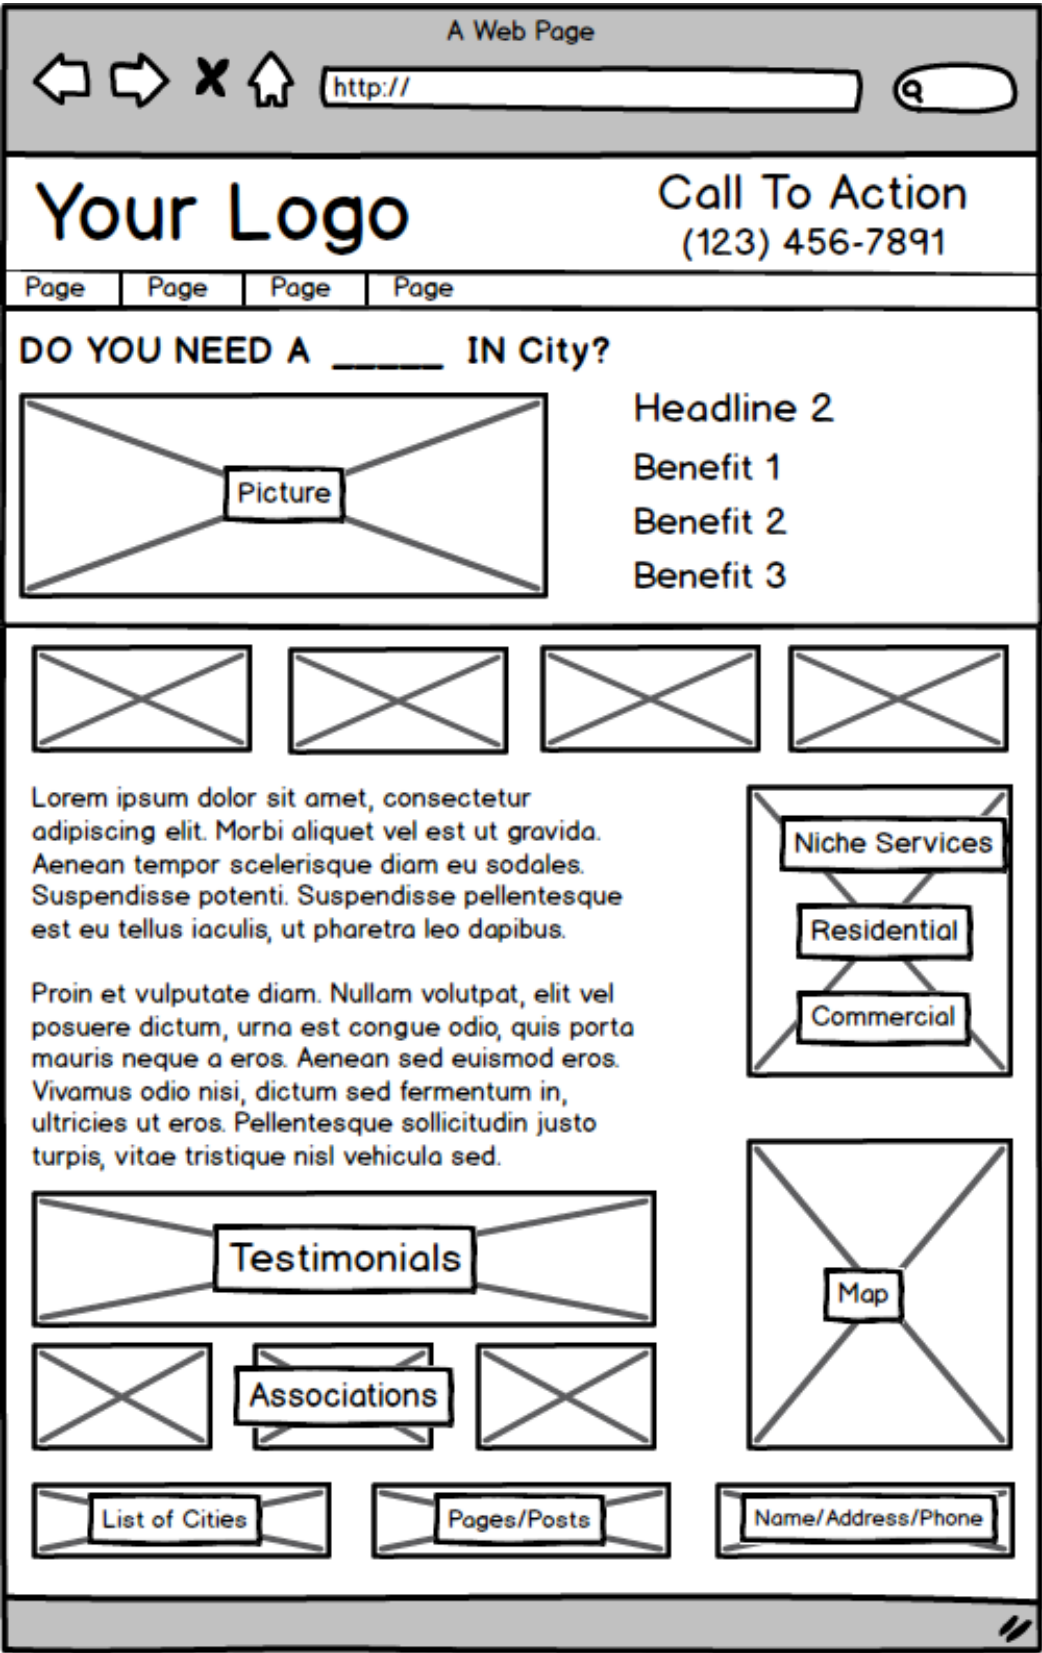 A Web Page
http://
Your Logo
Call To Action
(123) 456-7891
Page
Page
Page
Page
DO YOU NEED A _____ IN City?
Picture
Headline 2
Benefit 1
Benefit 2
Benefit 3
Lorem ipsum dolor sit amet, consectetur
adipiscing elit. Morbi aliquet vel est ut gravida.
Aenean tempor scelerisque diam eu sodales.
Suspendisse potenti. Suspendisse pellentesque
est eu tellus iaculis, ut pharetra leo dapibus.
Proin et vulputate diam. Nullam volutpat, elit vel
posuere dictum, urna est congue odio, quis porta
mauris neque a eros. Aenean sed euismod eros.
Vivamus odio nisi, dictum sed fermentum in,
ultricies ut eros. Pellentesque sollicitudin justo
turpis, vitae tristique nisl vehicula sed.
Niche Services
Residential
Commercial
Testimonials
Map
Associations
List of Cities
Pages/Posts
Name/Address/Phone